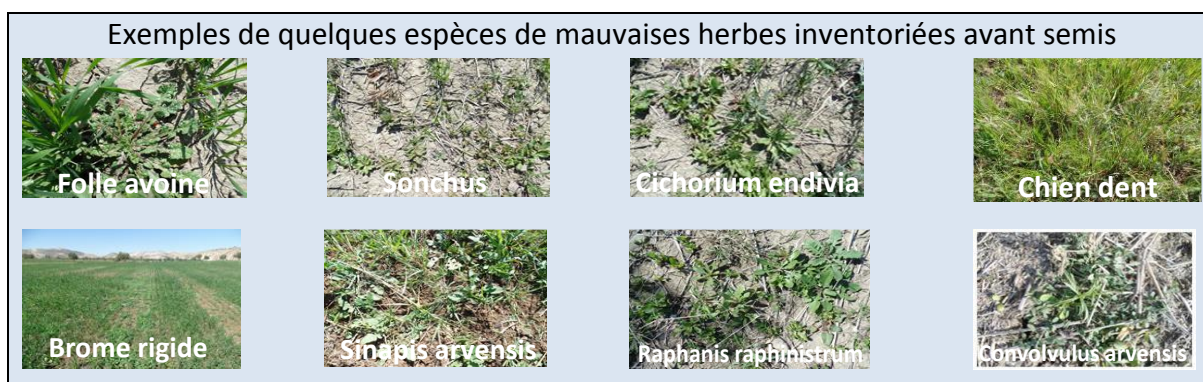 Exemples de quelques espèces de mauvaises herbes inventoriées avant semis
Folle avoine
Sonchus
Cichorium endivia
Chien dent
Brome rigide
Sinapis arvensis
Raphanis raphinistrum
Convolvulus arvensis